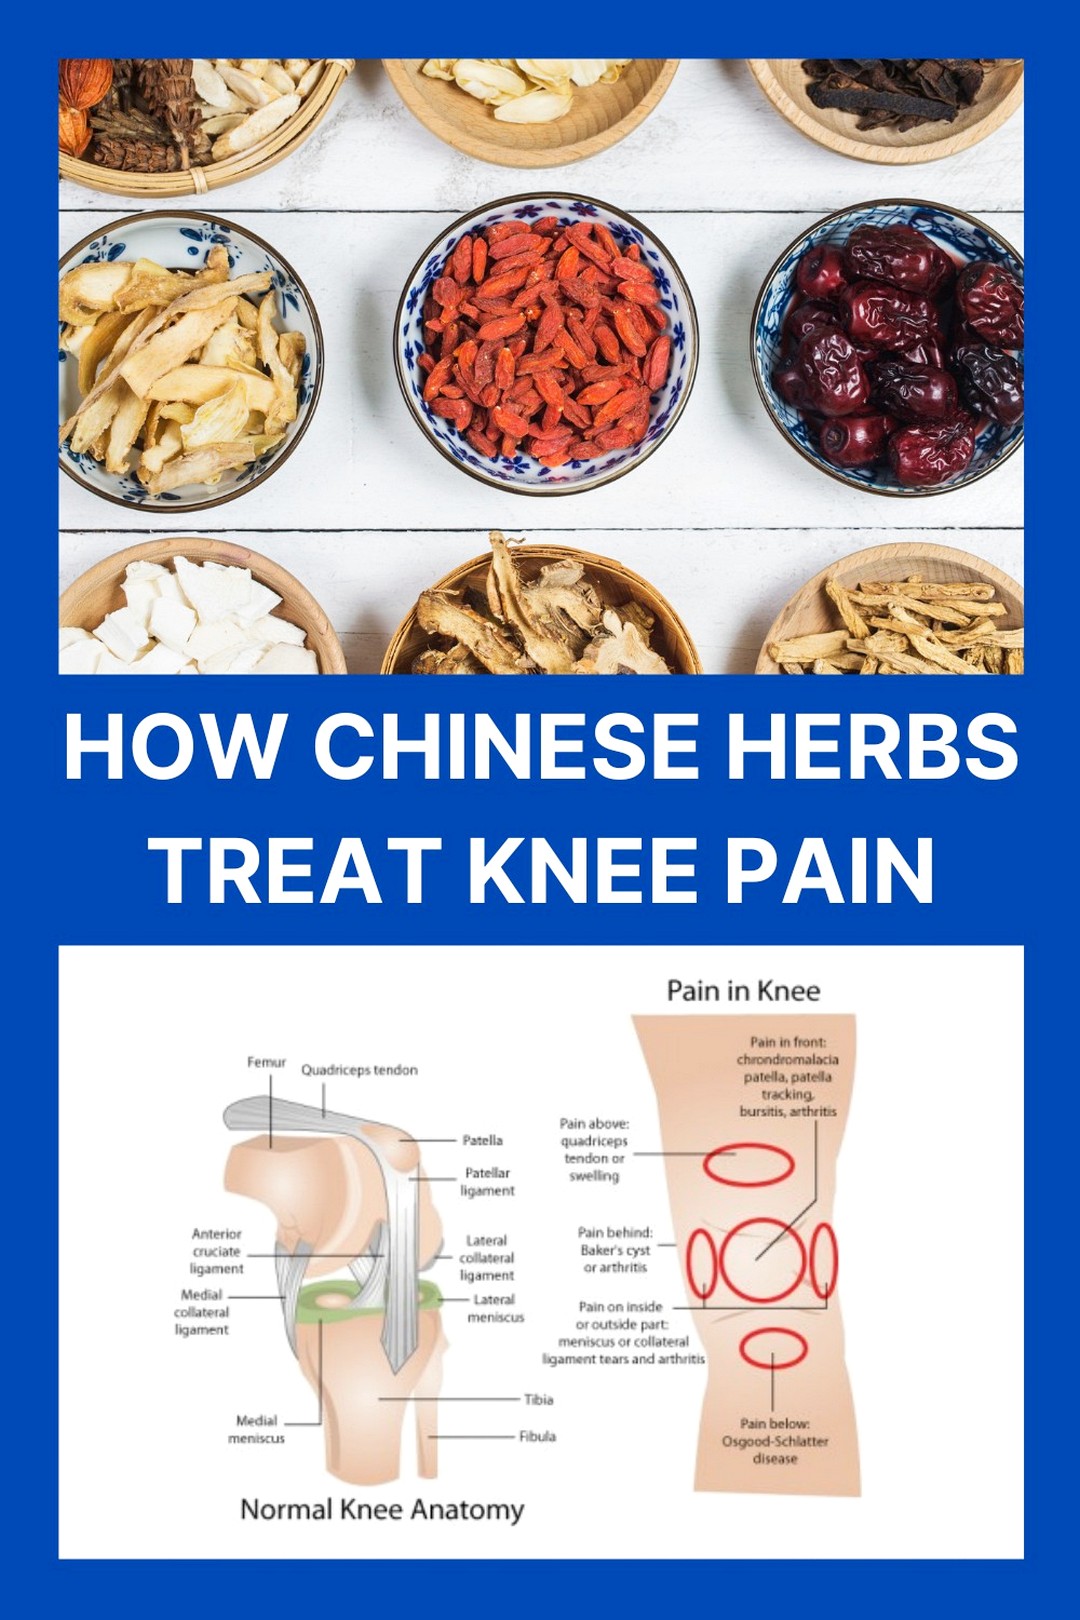 HOW CHINESE HERBS
TREAT KNEE PAIN
Femur
Quadriceps tendon
Patella
Patellar
ligament
Anterior
cruciate
ligament
Lateral
collateral
ligament
Medial
collateral
ligament
Lateral
meniscus
Tibia
Medial
meniscus
Fibula
Normal Knee Anatomy
Pain in Knee
Pain in front:
chrondromalacia
patella, patella
tracking,
bursitis, arthritis
Pain above:
quadriceps
tendon or
swelling
Pain behind:
Baker's cyst
or arthritis
Pain on inside
or outside part:
meniscus or collateral
ligament tears and arthritis
Pain below:
Osgood-Schlatter
disease